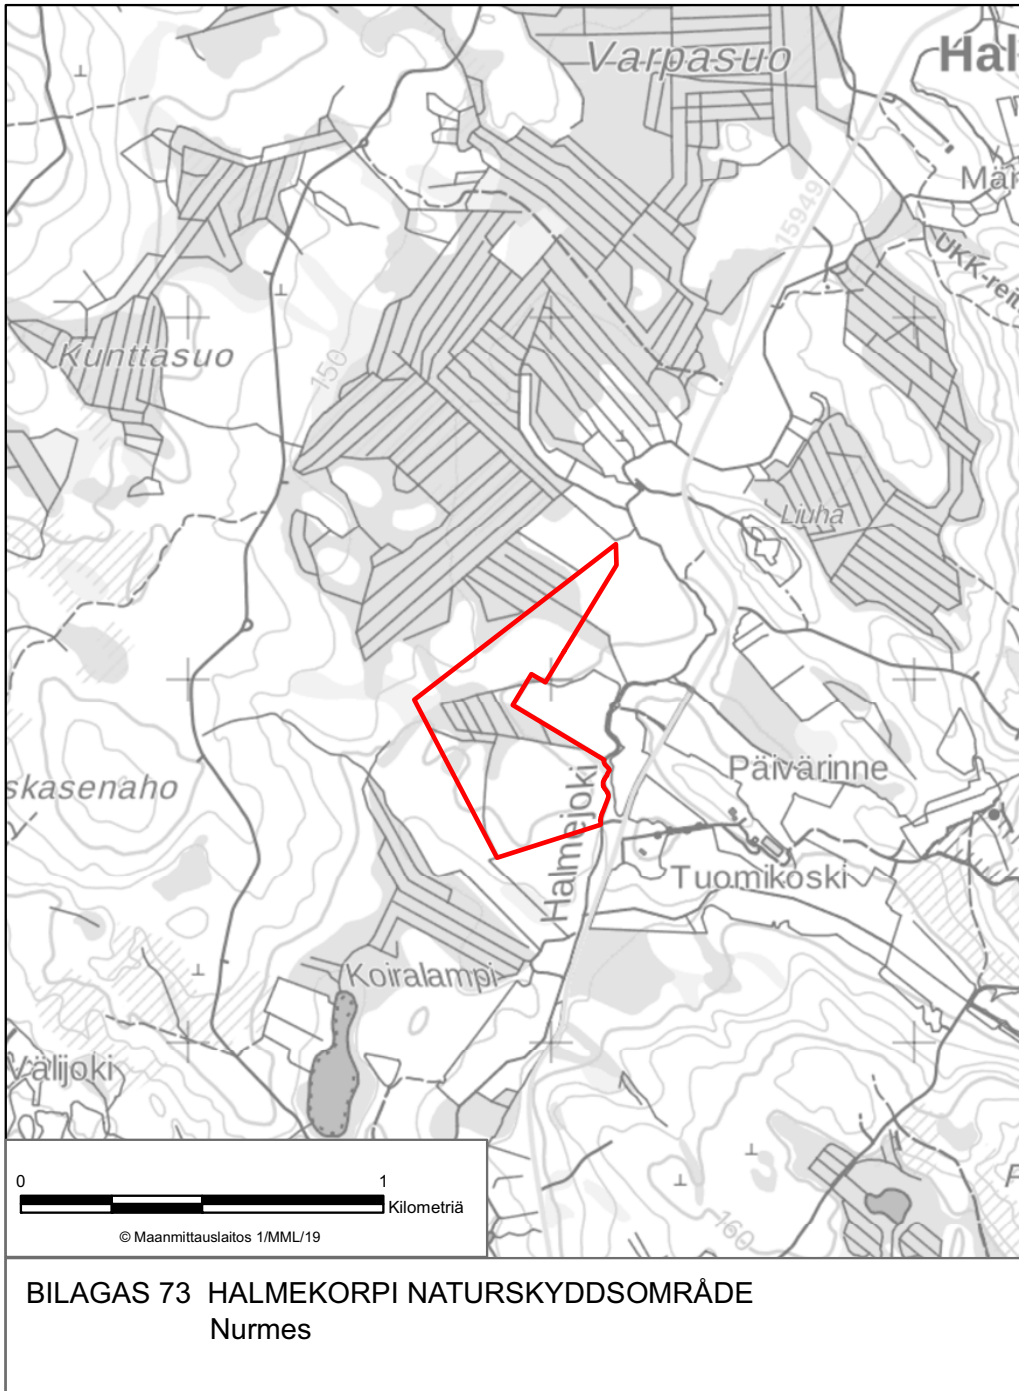 Varpasuo
Hal
15949
Mär
UKK-reit
Kunttasuo
150
Liuha
skasenaho
Päivärinne
Halmejoki
Tuomikoski
Koiralampi
Välijoki
160
0 1
Kilometriä
© Maanmittauslaitos 1/MML/19
BILAGAS 73 HALMEKORPI NATURSKYDDSOMRÅDE
Nurmes